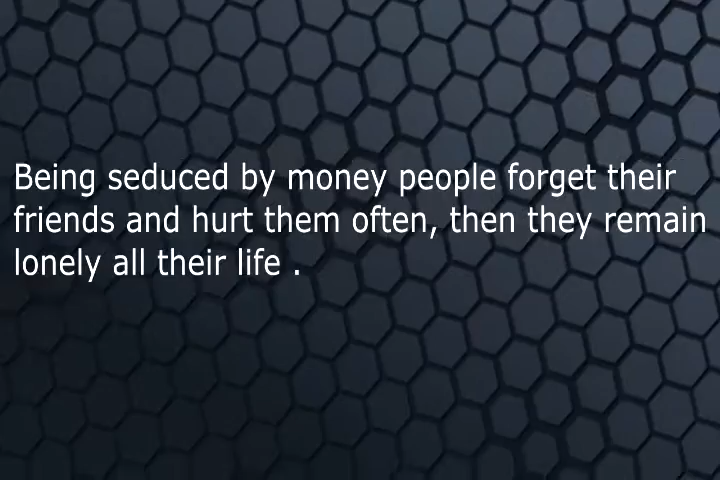 Being seduced by money people forget their
friends and hurt them often, then they remain
lonely all their life .